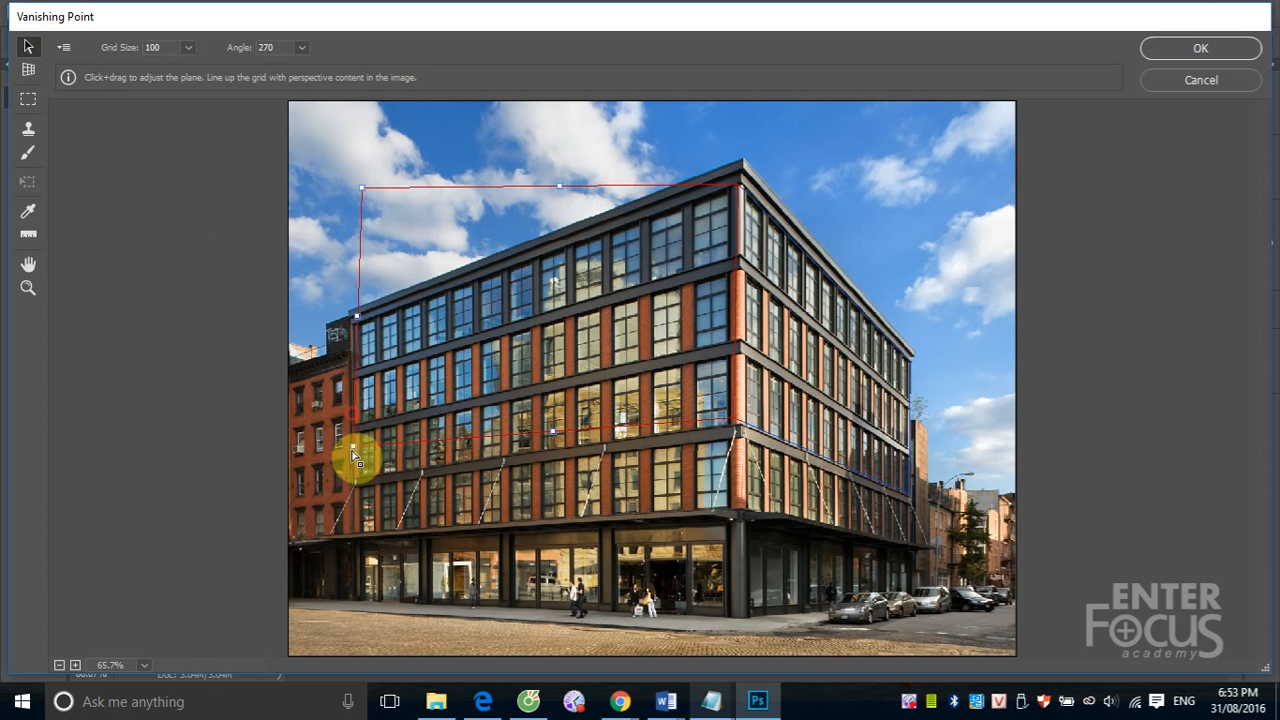 Vanishing Point
Grid Size: 100 Angle: 270
OK
Click+drag to adjust the plane. Line up the grid with perspective content in the image.
Cancel
ENTER
FOCUS
academy
65.7%
Ask me anything
ENG
6:53 PM
31/08/2016